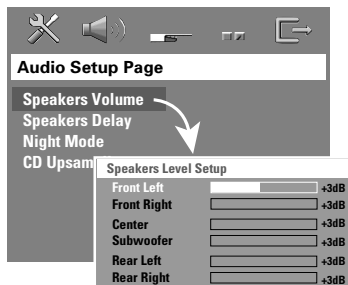 Audio Setup Page
Speakers Volume
Speakers Delay
Night Mode
CD Upsam
Speakers Level Setup
Front Left +3dB
Front Right +3dB
Center +3dB
Subwoofer +3dB
Rear Left +3dB
Rear Right +3dB